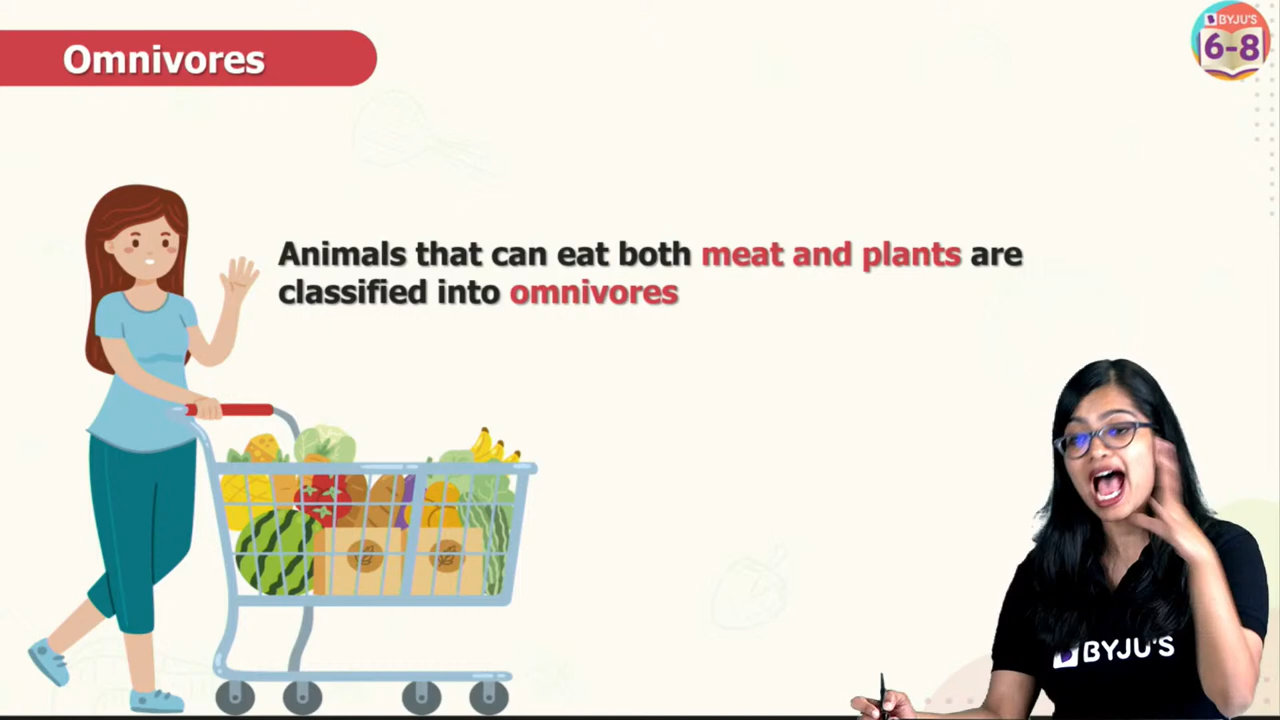 Omnivores
BYJU'S
6-8
Animals that can eat both meat and plants are
classified into omnivores
BYJU'S